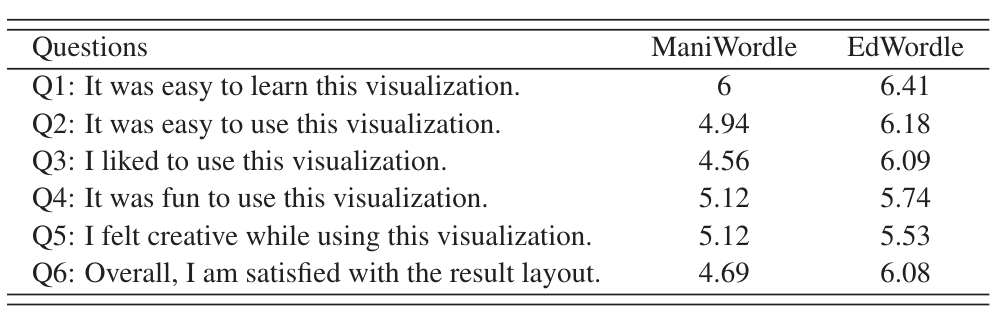 Questions ManiWordle EdWordle
Q1: It was easy to learn this visualization. 6 6.41
Q2: It was easy to use this visualization. 4.94 6.18
Q3: I liked to use this visualization. 4.56 6.09
Q4: It was fun to use this visualization. 5.12 5.74
Q5: I felt creative while using this visualization. 5.12 5.53
Q6: Overall, I am satisfied with the result layout. 4.69 6.08